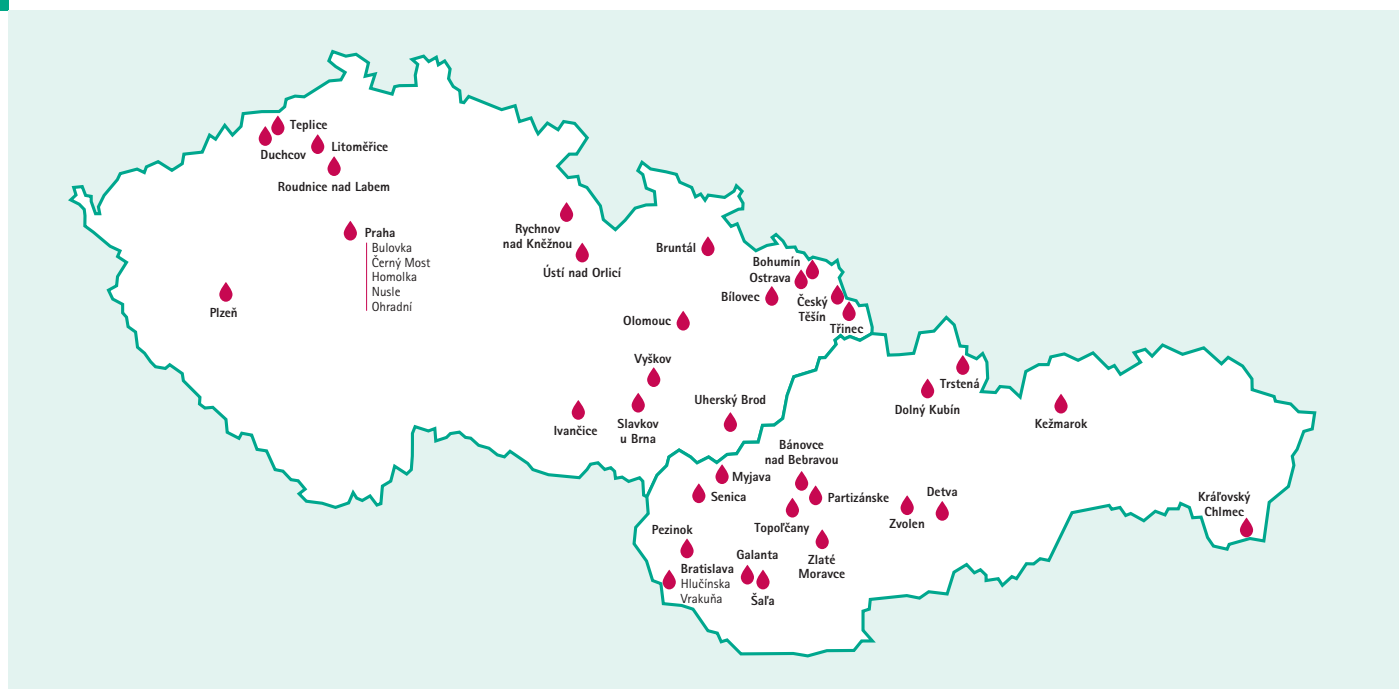 Teplice
Duchcov
Litoměřice
Roudnice nad Labem
Praha
Bulovka
Černý Most
Homolka
Nusle
Ohradní
Plzeň
Rychnov
nad Kněžnou
Ústí nad Orlicí
Bruntál
Bohumín
Ostrava
Bílovec
Český
Těšín
Třinec
Olomouc
Vyškov
Uherský Brod
Ivančice
Slavkov
u Brna
Trstená
Dolný Kubín
Kežmarok
Bánovce
nad Bebravou
Myjava
Senica
Partizánske
Topoľčany
Zvolen
Detva
Kráľovský
Chlmec
Pezinok
Bratislava
Hlučínska
Vrakuňa
Galanta
Šaľa
Zlaté
Moravce